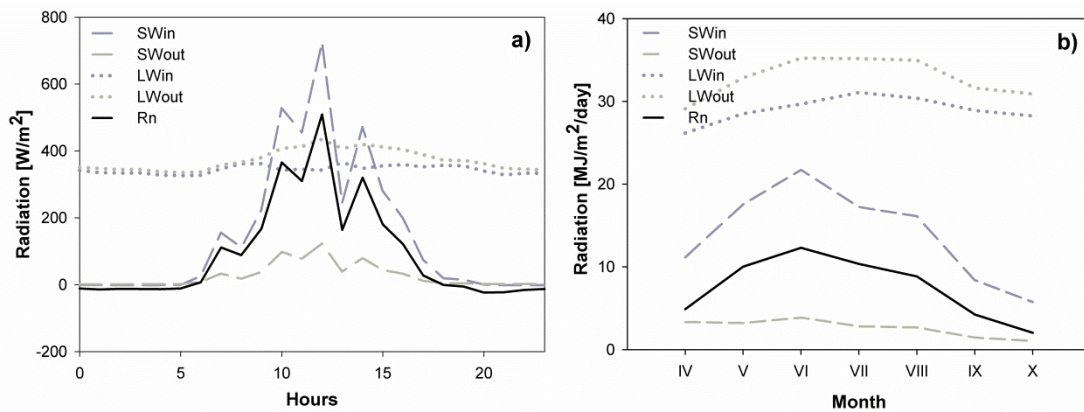 800
600
400
200
0
-200
Radiation [W/m²]
SWin
SWout
LWin
LWout
Rn
a)
0
5
10
15
20
Hours
40
30
20
10
0
Radiation [MJ/m²/day]
SWin
SWout
LWin
LWout
Rn
b)
IV
V
VI
VII
VIII
IX
X
Month